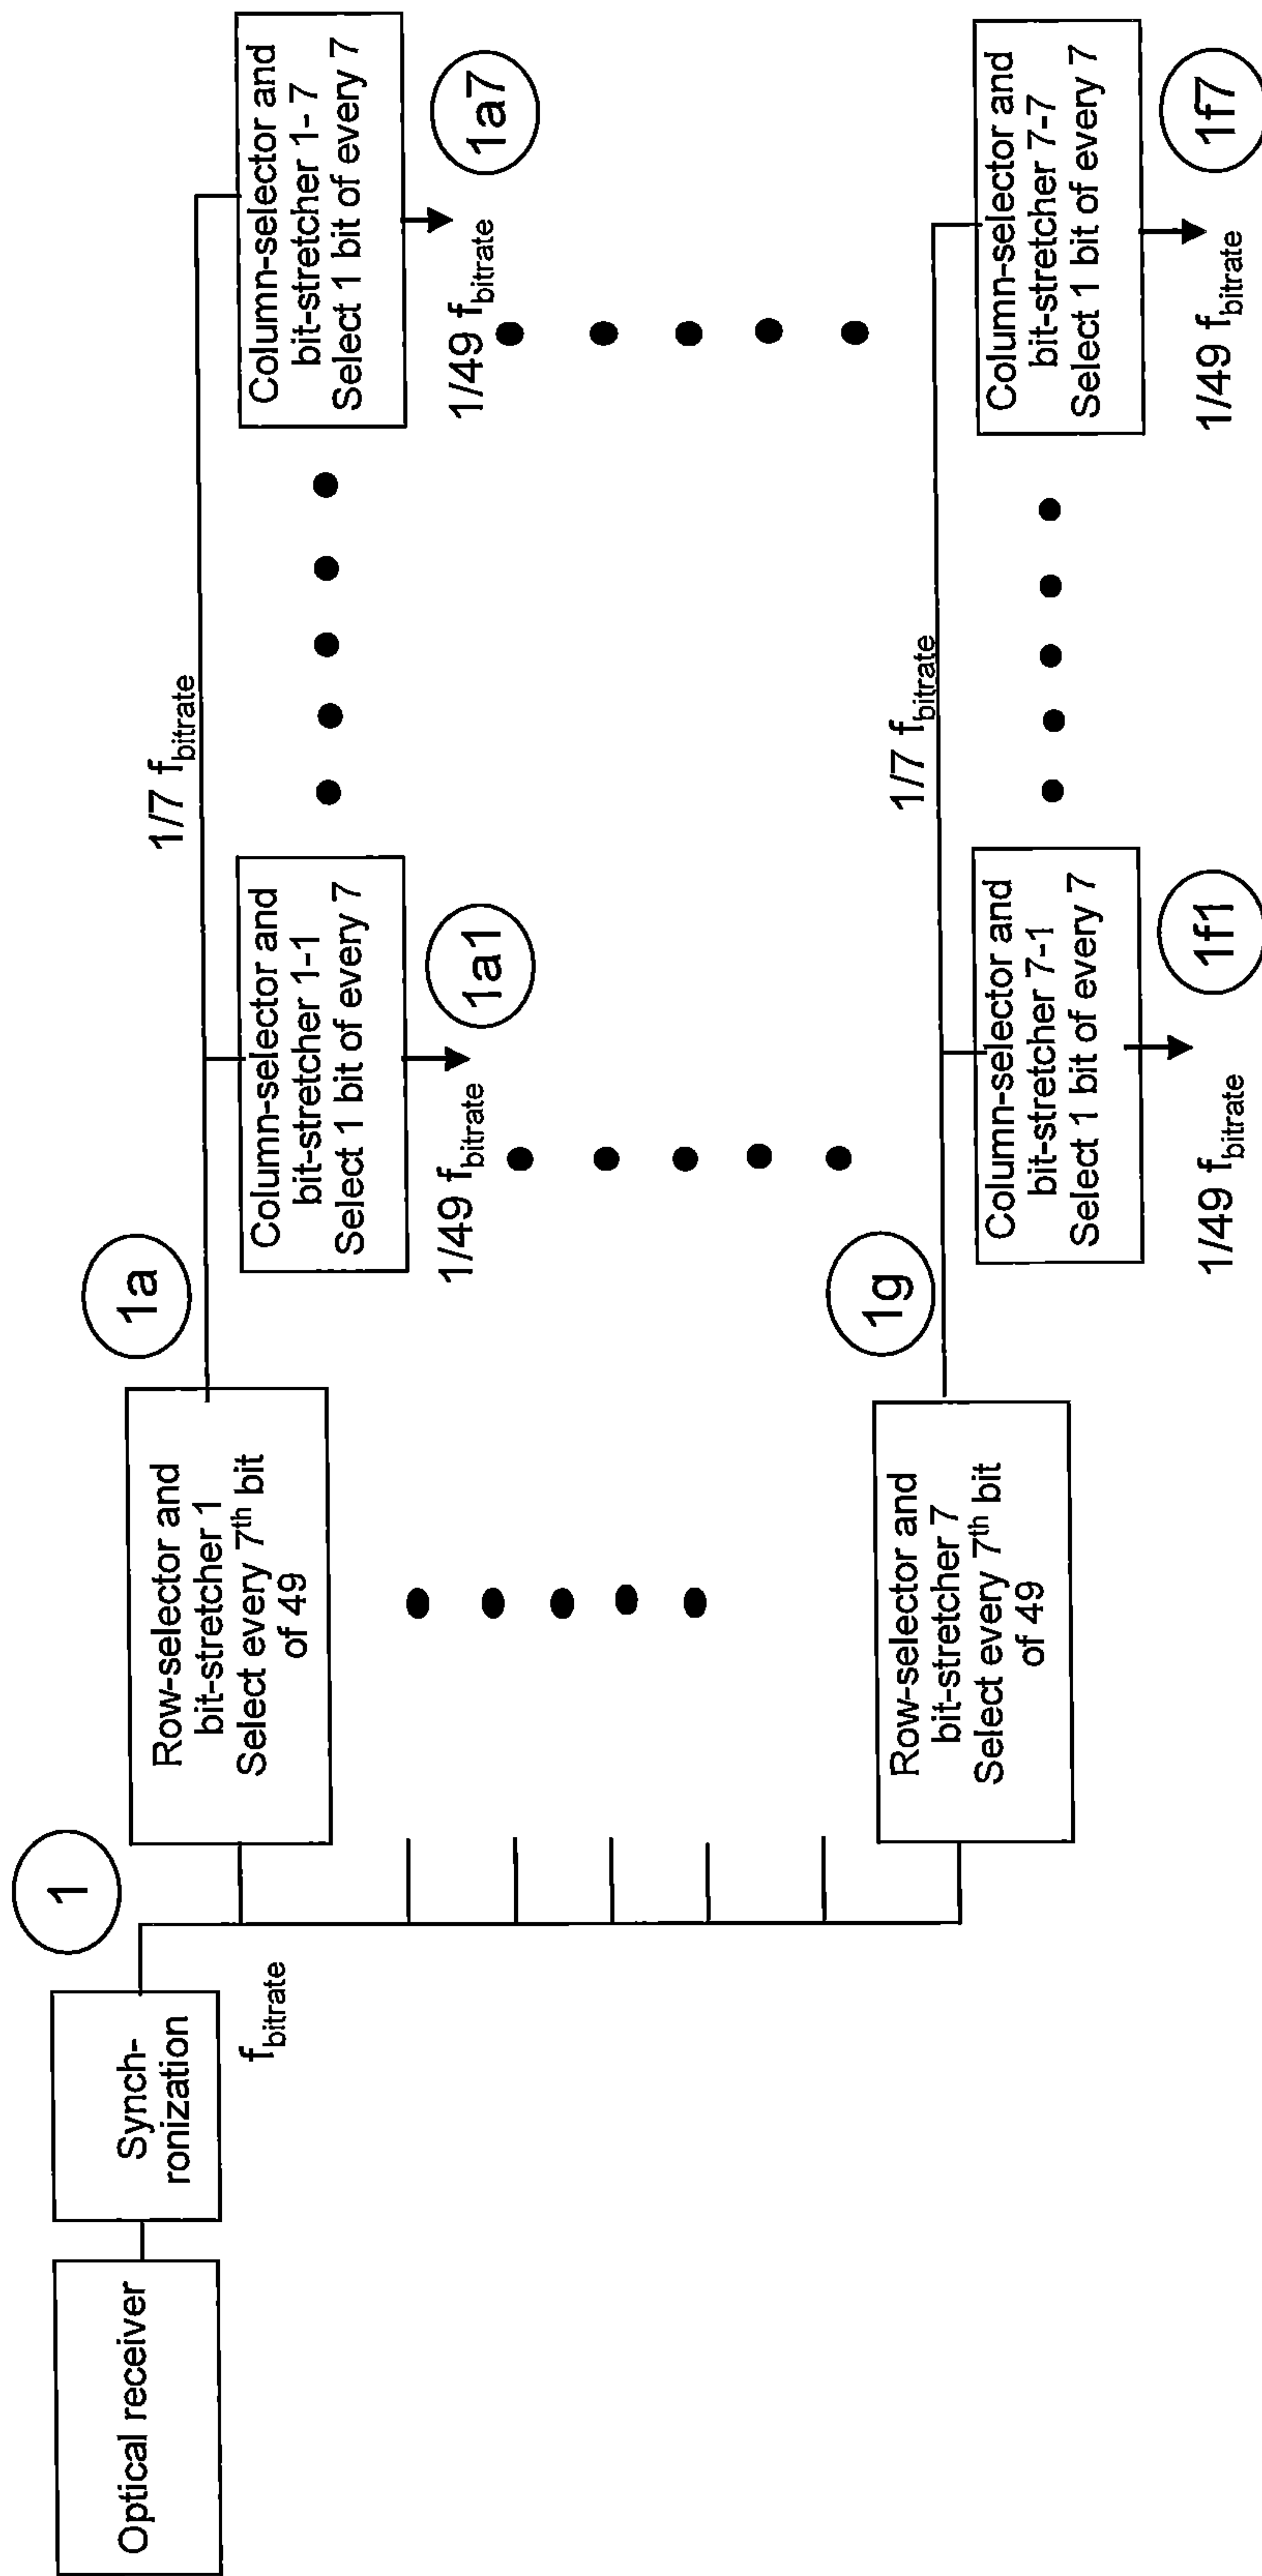 Optical receiver
Synch-
ronization
f_bitrate
1
Row-selector and
bit-stretcher 1
Select every 7th bit
of 49
1a
1/7 f_bitrate
Column-selector and
bit-stretcher 1-1
Select 1 bit of every 7
1/49 f_bitrate
1a1
Column-selector and
bit-stretcher 1- 7
Select 1 bit of every 7
1/49 f_bitrate
1a7
Row-selector and
bit-stretcher 7
Select every 7th bit
of 49
1g
1/7 f_bitrate
Column-selector and
bit-stretcher 7-1
Select 1 bit of every 7
1/49 f_bitrate
1f1
Column-selector and
bit-stretcher 7-7
Select 1 bit of every 7
1/49 f_bitrate
1f7